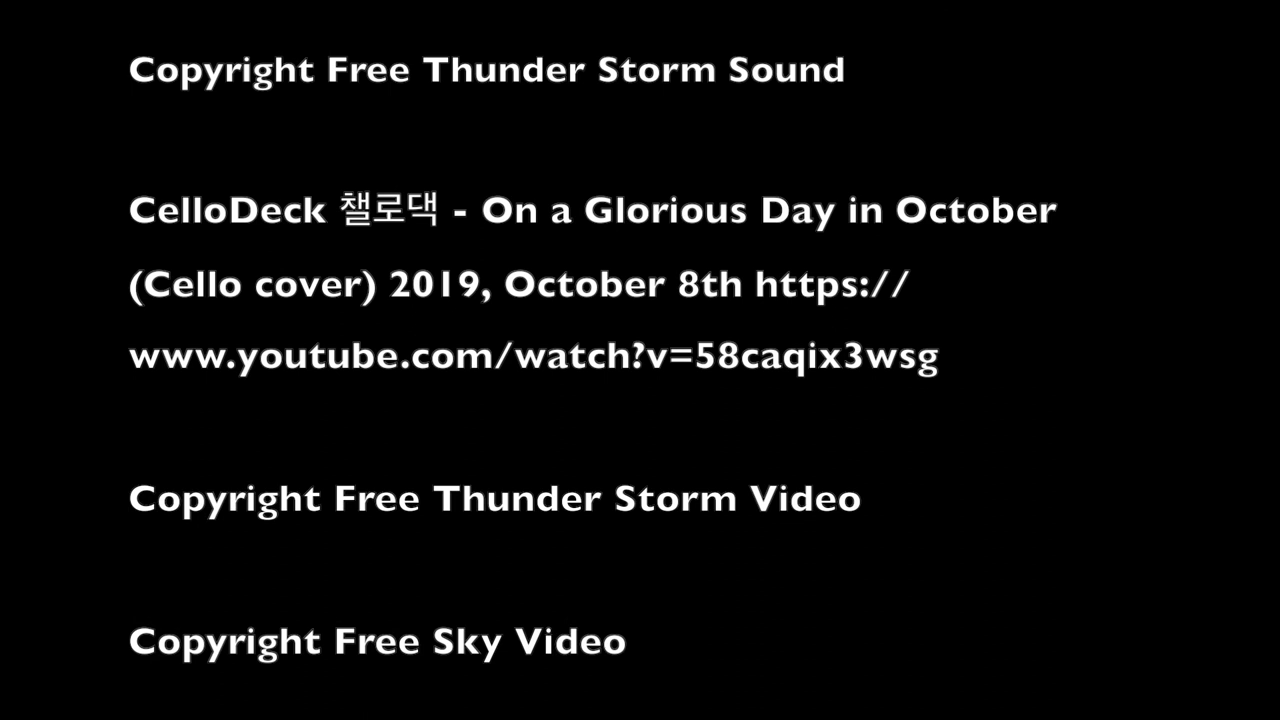 Copyright Free Thunder Storm Sound
CelloDeck 챌로댁 - On a Glorious Day in October
(Cello cover) 2019, October 8th https://
www.youtube.com/watch?v=58caqix3wsg
Copyright Free Thunder Storm Video
Copyright Free Sky Video